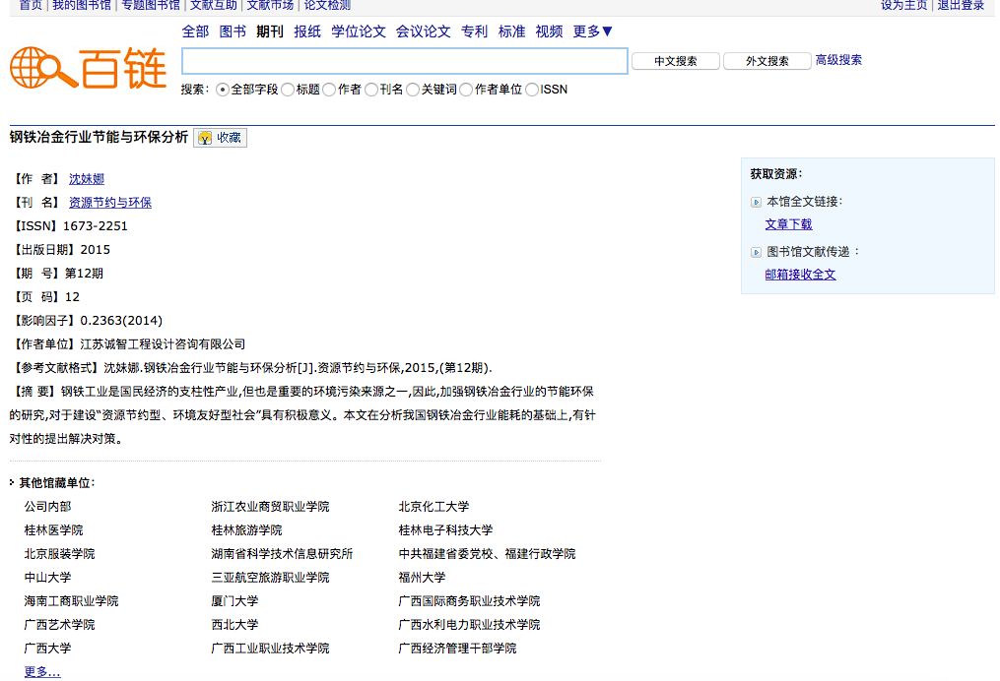 首页 | 我的图书馆 | 专题图书馆 | 文献互助 | 文献市场 | 论文检测
设为主页 | 退出登录
全部 图书 期刊 报纸 学位论文 会议论文 专利 标准 视频 更多▼
百链
中文搜索 外文搜索 高级搜索
搜索: 全部字段 标题 作者 刊名 关键词 作者单位 ISSN
钢铁冶金行业节能与环保分析 收藏
【作 者】 沈妹娜
【刊 名】 资源节约与环保
【ISSN】1673-2251
【出版日期】2015
【期 号】第12期
【页 码】12
【影响因子】0.2363(2014)
【作者单位】江苏诚智工程设计咨询有限公司
【参考文献格式】沈妹娜.钢铁冶金行业节能与环保分析[J].资源节约与环保,2015,(第12期).
【摘 要】钢铁工业是国民经济的支柱性产业,但也是重要的环境污染来源之一,因此,加强钢铁冶金行业的节能环保
的研究,对于建设“资源节约型、环境友好型社会”具有积极意义。本文在分析我国钢铁冶金行业能耗的基础上,有针
对性的提出解决对策。
获取资源:
本馆全文链接:
文章下载
图书馆文献传递 :
邮箱接收全文
其他馆藏单位:
公司内部 浙江农业商贸职业学院 北京化工大学
桂林医学院 桂林旅游学院 桂林电子科技大学
北京服装学院 湖南省科学技术信息研究所 中共福建省委党校、福建行政学院
中山大学 三亚航空旅游职业学院 福州大学
海南工商职业学院 厦门大学 广西国际商务职业技术学院
广西艺术学院 西北大学 广西水利电力职业技术学院
广西大学 广西工业职业技术学院 广西经济管理干部学院
更多...